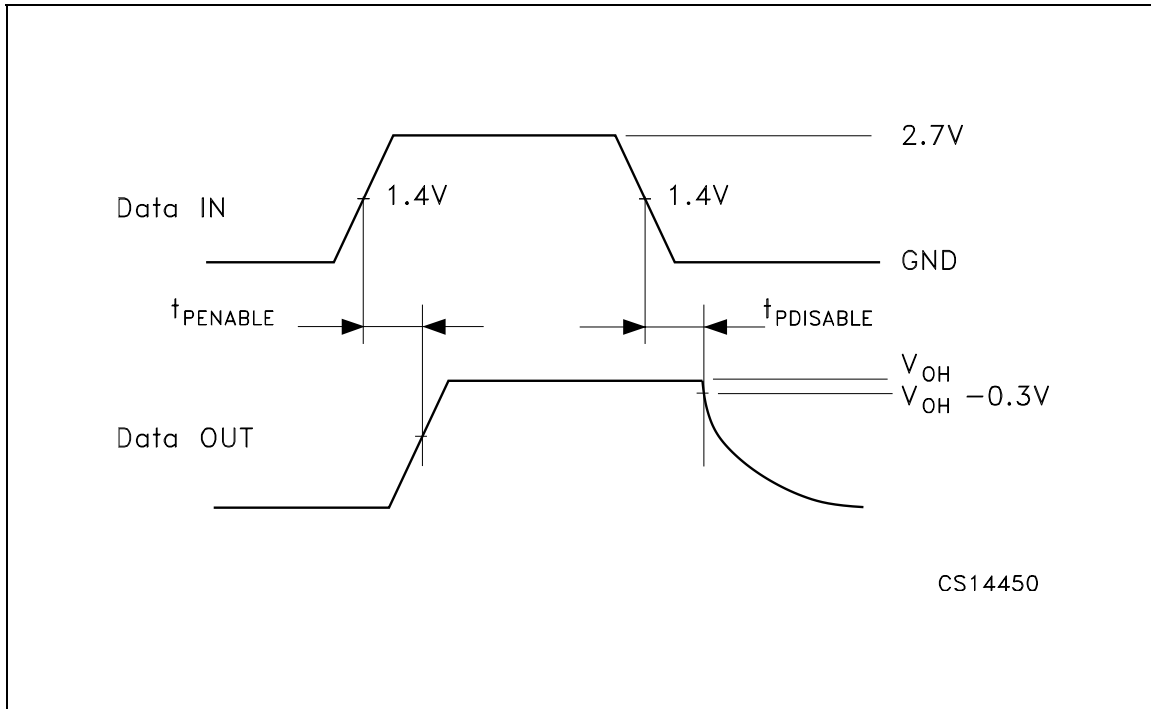 2.7V
1.4V
1.4V
Data IN
GND
tPENABLE
tPDISABLE
VOH
VOH -0.3V
Data OUT
CS14450